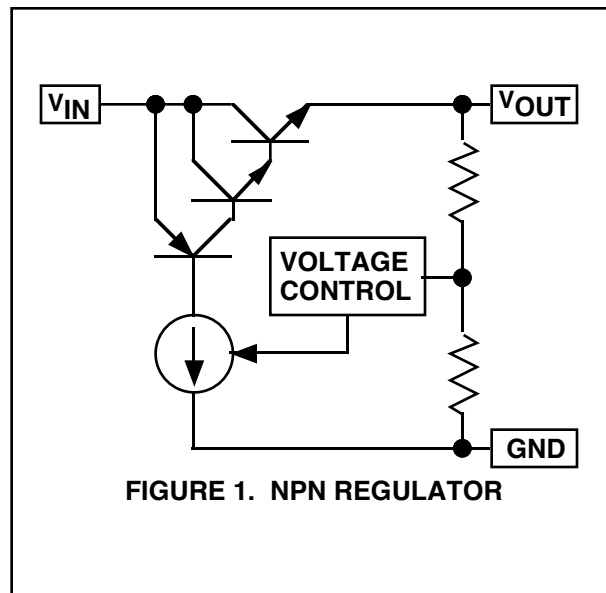 VIN
VOUT
VOLTAGE
CONTROL
GND
FIGURE 1. NPN REGULATOR